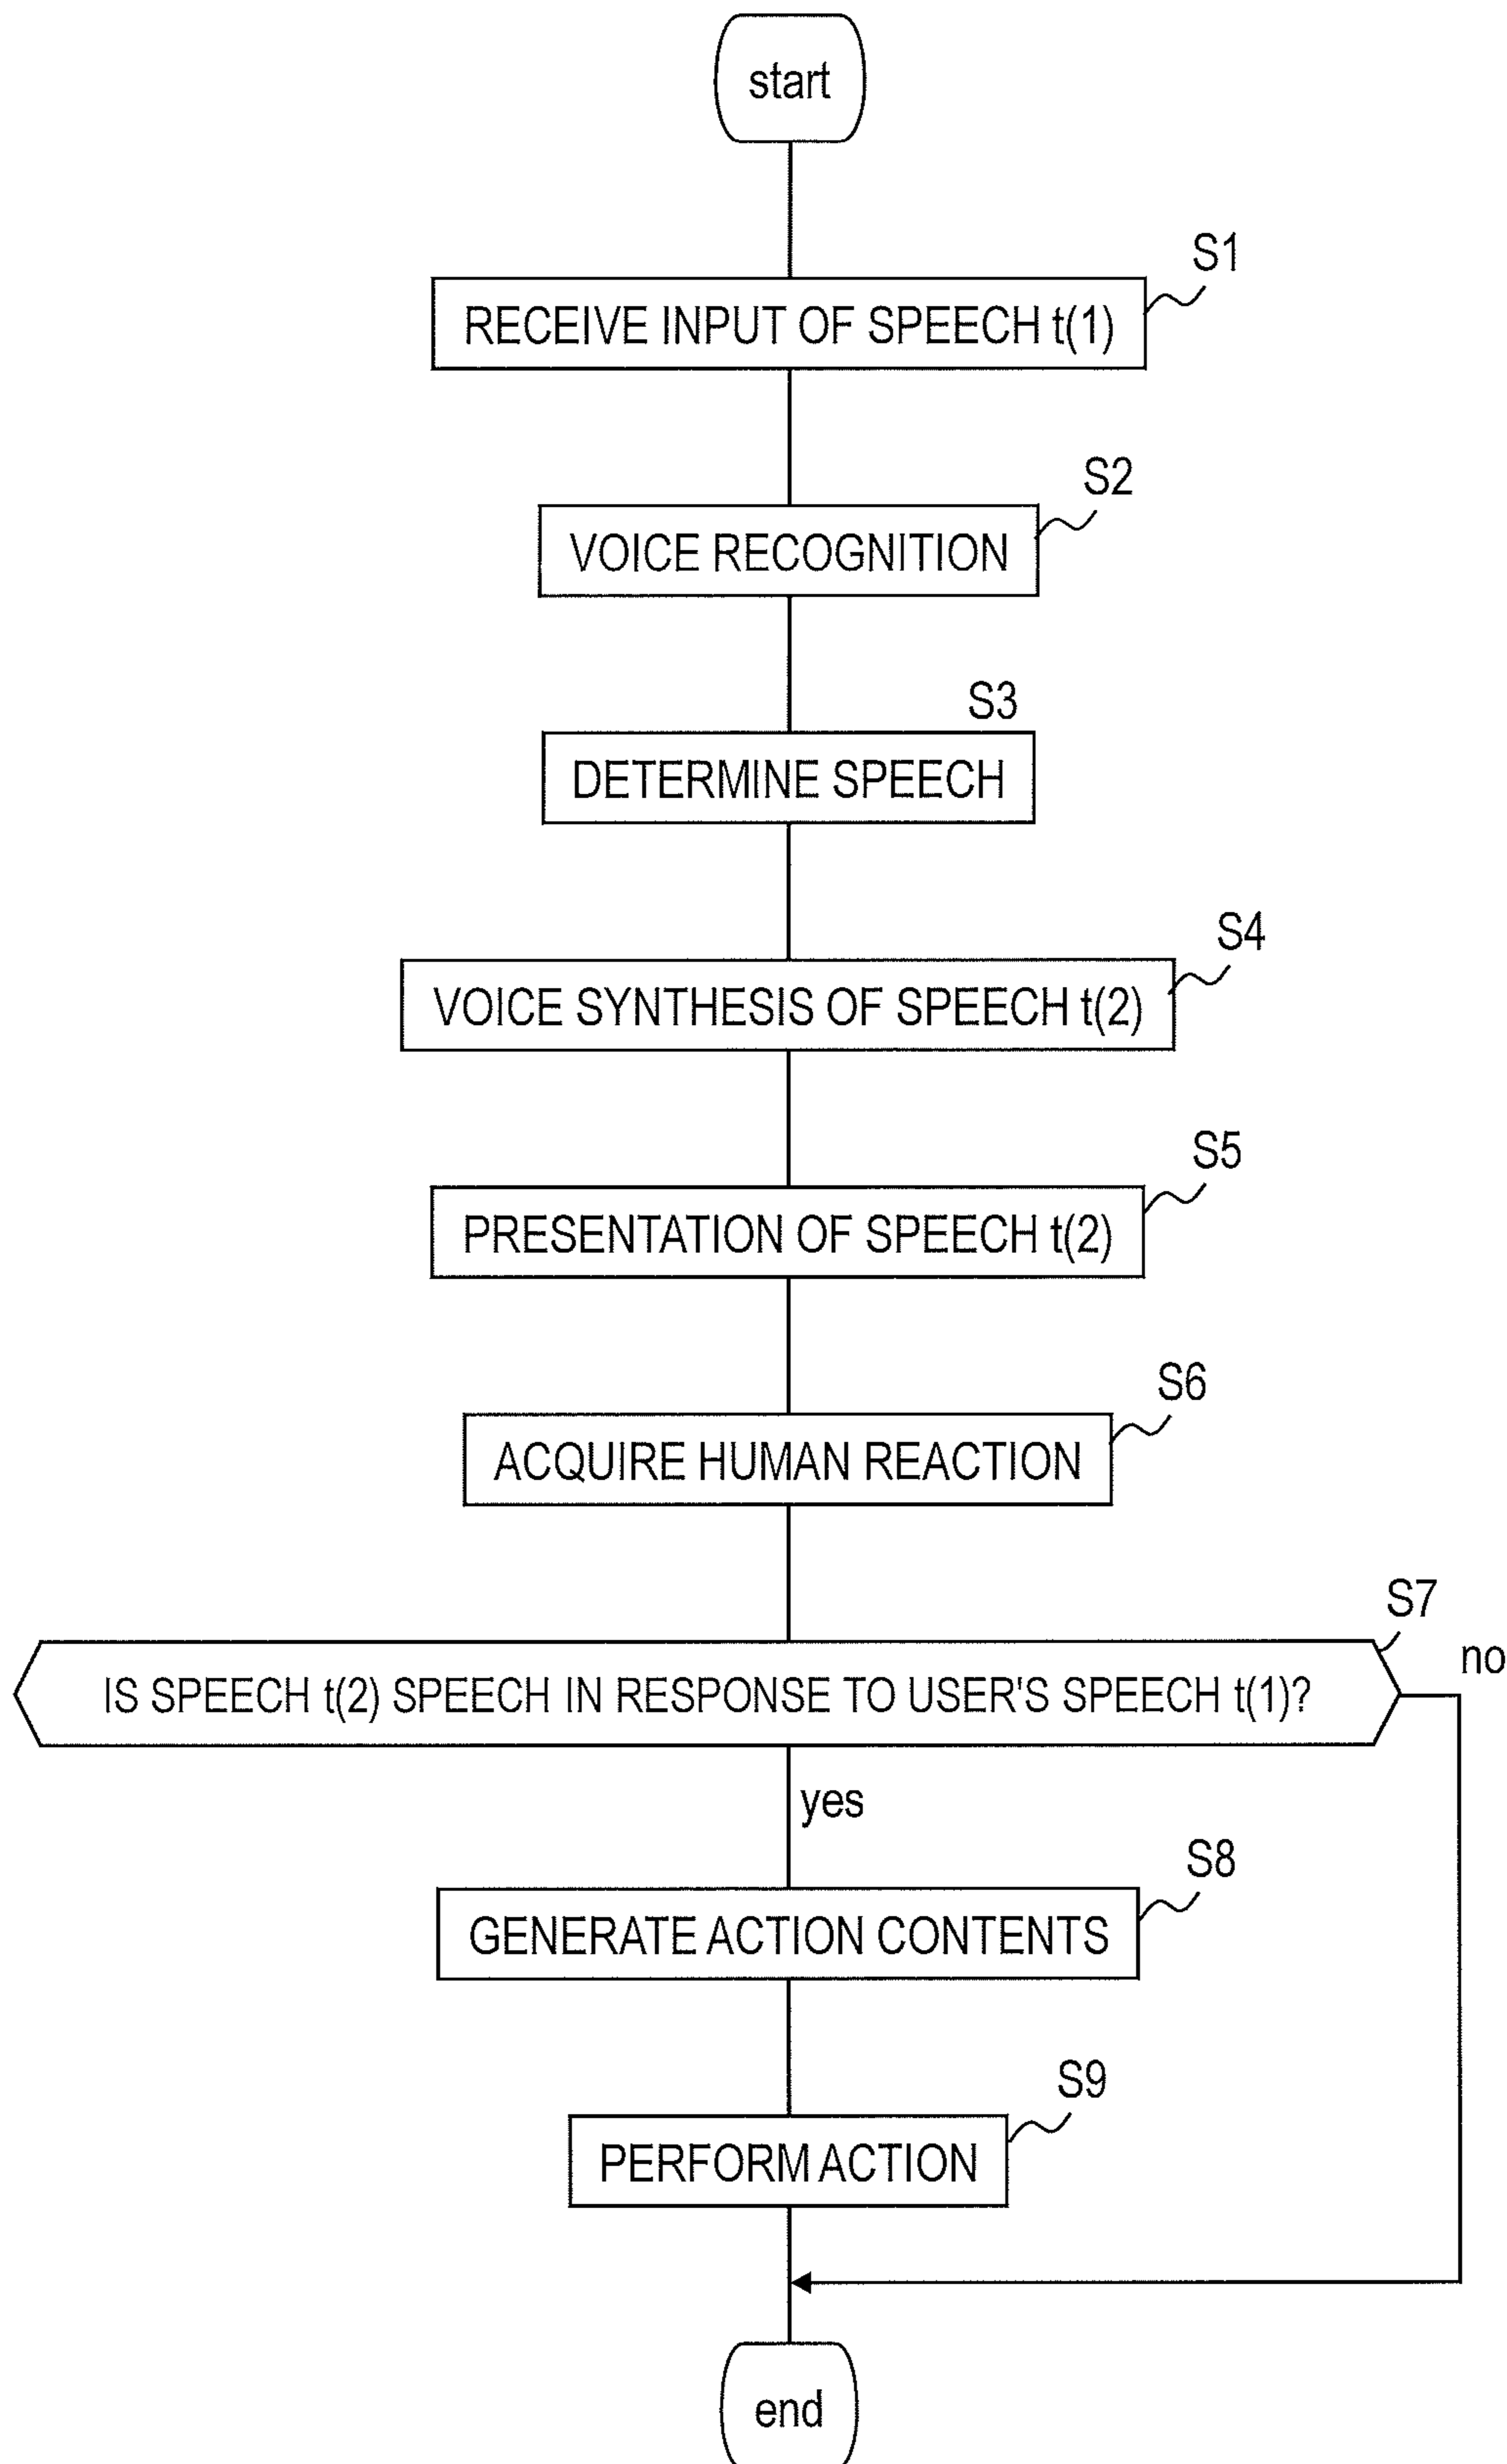 start
S1
RECEIVE INPUT OF SPEECH t(1)
S2
VOICE RECOGNITION
S3
DETERMINE SPEECH
S4
VOICE SYNTHESIS OF SPEECH t(2)
S5
PRESENTATION OF SPEECH t(2)
S6
ACQUIRE HUMAN REACTION
S7
no
IS SPEECH t(2) SPEECH IN RESPONSE TO USER'S SPEECH t(1)?
yes
S8
GENERATE ACTION CONTENTS
S9
PERFORM ACTION
end